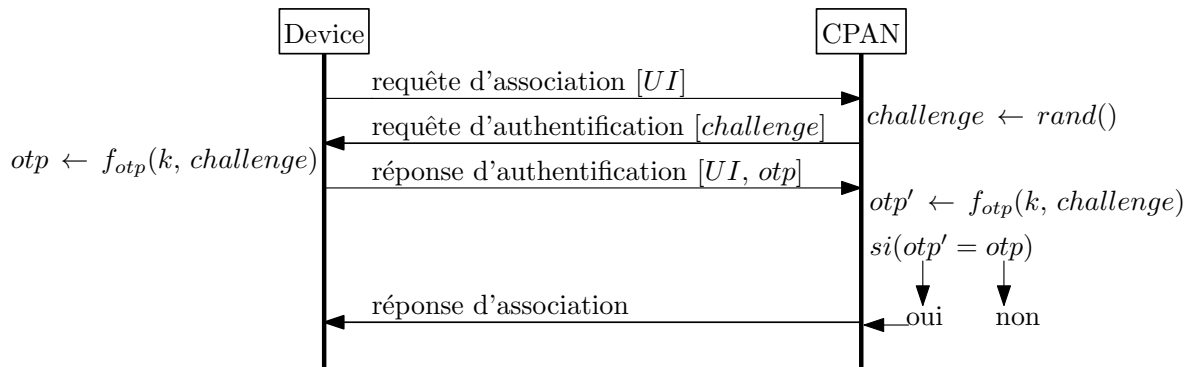 Device
CPAN
requête d'association [UI]
challenge ← rand()
requête d'authentification [challenge]
otp ← f_otp(k, challenge)
réponse d'authentification [UI, otp]
otp′ ← f_otp(k, challenge)
si(otp′ = otp)
réponse d'association
oui
non